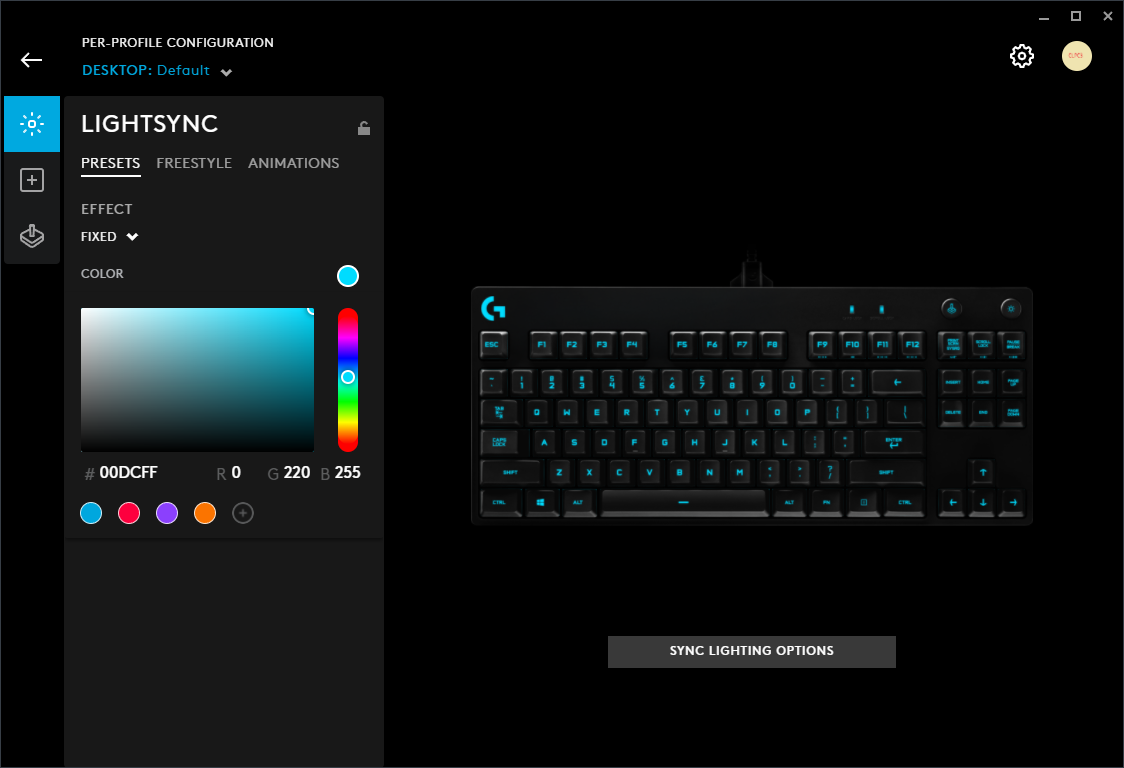 PER-PROFILE CONFIGURATION
DESKTOP: Default
LIGHTSYNC
PRESETS FREESTYLE ANIMATIONS
EFFECT
FIXED
COLOR
# 00DCFF R 0 G 220 B 255
SYNC LIGHTING OPTIONS
ESC F1 F2 F3 F4 F5 F6 F7 F8 F9 F10 F11 F12
1 2 3 4 5 6 7 8 9 0
INSERT HOME PAGE UP
TAB Q W E R T Y U I O P
DELETE END PAGE DOWN
CAPS LOCK A S D F G H J K L ENTER
SHIFT Z X C V B N M SHIFT
CTRL ALT ALT FN CTRL